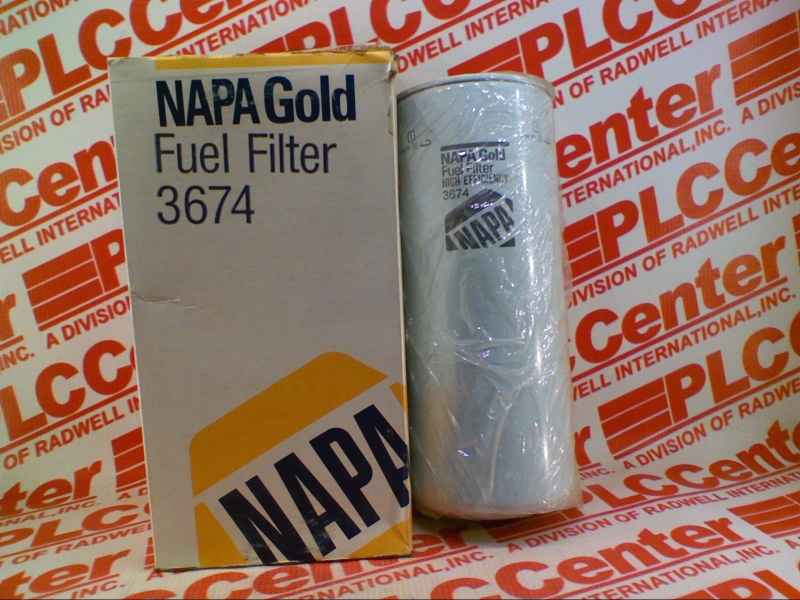 NAPA Gold
Fuel Filter
3674
NAPA
NAPA Gold
Fuel Filter
HIGH EFFICIENCY
3674
NAPA
PLCCenter
A DIVISION OF RADWELL INTERNATIONAL, INC.